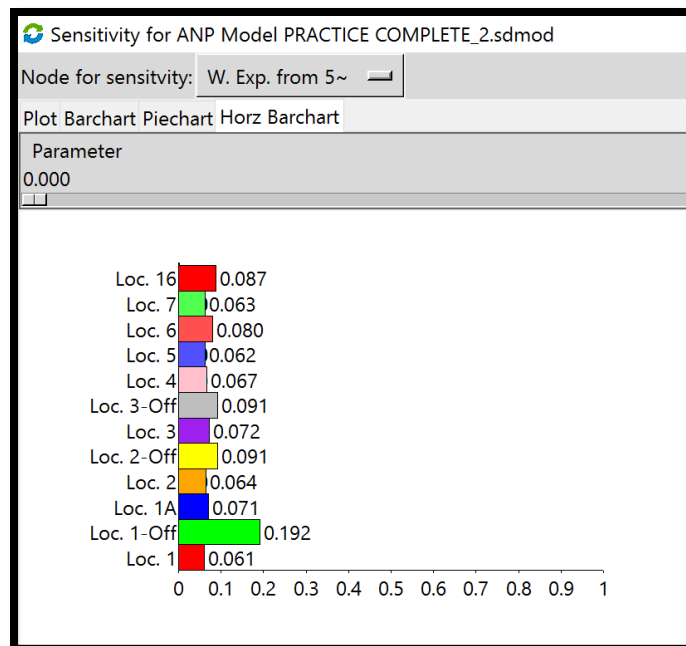 Sensitivity for ANP Model PRACTICE COMPLETE_2.sdmod
Node for sensitvity: W. Exp. from 5~
Plot Barchart Piechart Horz Barchart
Parameter
0.000
Loc. 16 0.087
Loc. 7 0.063
Loc. 6 0.080
Loc. 5 0.062
Loc. 4 0.067
Loc. 3-Off 0.091
Loc. 3 0.072
Loc. 2-Off 0.091
Loc. 2 0.064
Loc. 1A 0.071
Loc. 1-Off 0.192
Loc. 1 0.061
0 0.1 0.2 0.3 0.4 0.5 0.6 0.7 0.8 0.9 1